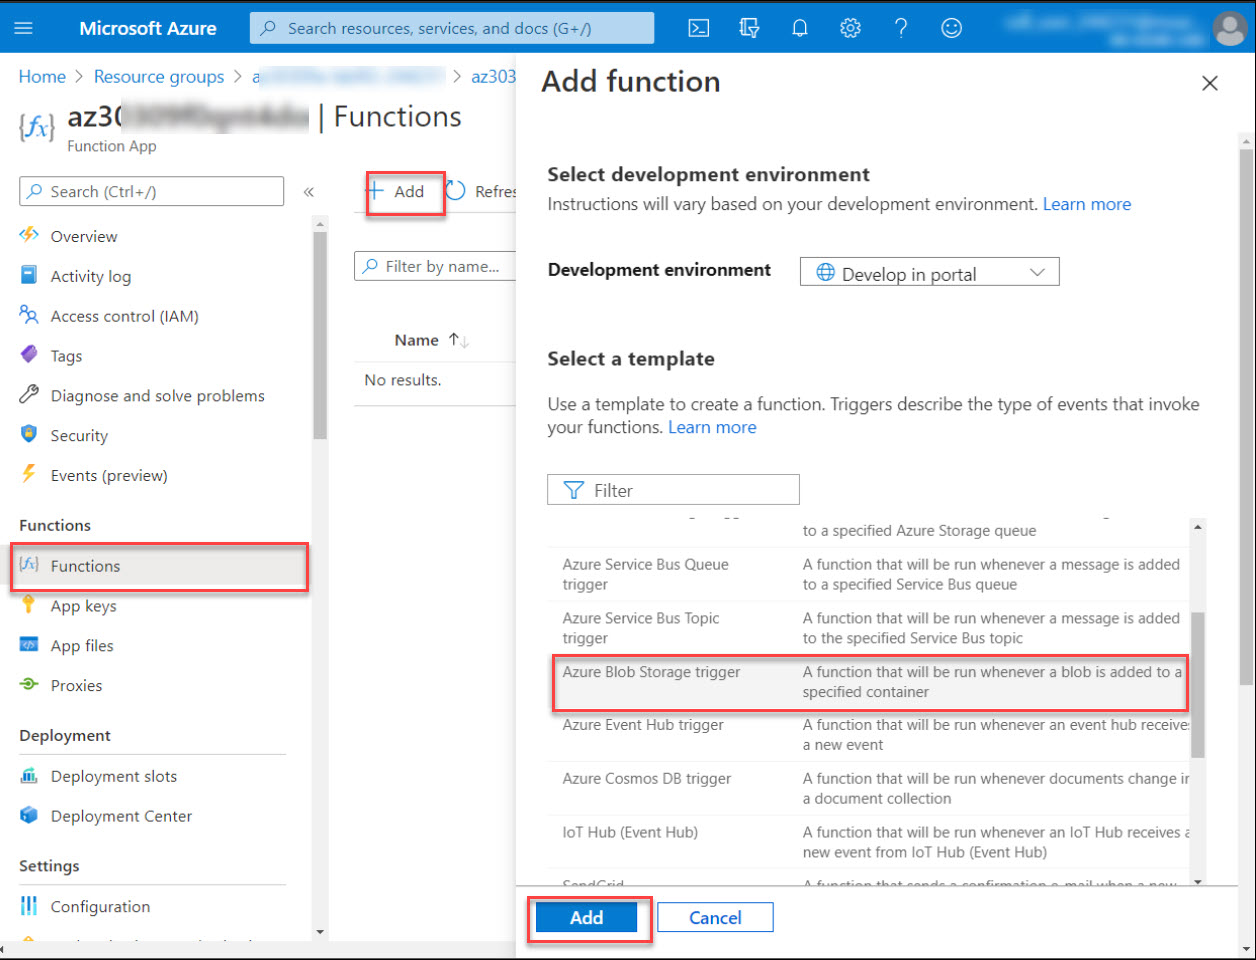 Microsoft Azure
Search resources, services, and docs (G+/)
Home > Resource groups > a > az303
az30 | Functions
Function App
Search (Ctrl+/)
«
Overview
Activity log
Access control (IAM)
Tags
Diagnose and solve problems
Security
Events (preview)
Functions
Functions
App keys
App files
Proxies
Deployment
Deployment slots
Deployment Center
Settings
Configuration
+ Add
Refres
Filter by name...
Name
No results.
Add function
Select development environment
Instructions will vary based on your development environment. Learn more
Development environment
Develop in portal
Select a template
Use a template to create a function. Triggers describe the type of events that invoke
your functions. Learn more
Filter
to a specified Azure Storage queue
Azure Service Bus Queue
trigger
A function that will be run whenever a message is added
to a specified Service Bus queue
Azure Service Bus Topic
trigger
A function that will be run whenever a message is added
to the specified Service Bus topic
Azure Blob Storage trigger
A function that will be run whenever a blob is added to a
specified container
Azure Event Hub trigger
A function that will be run whenever an event hub receive
a new event
Azure Cosmos DB trigger
A function that will be run whenever documents change in
a document collection
IoT Hub (Event Hub)
A function that will be run whenever an IoT Hub receives a
new event from IoT Hub (Event Hub)
SendGrid
A function that sends a confirmation e-mail when a new
Add
Cancel